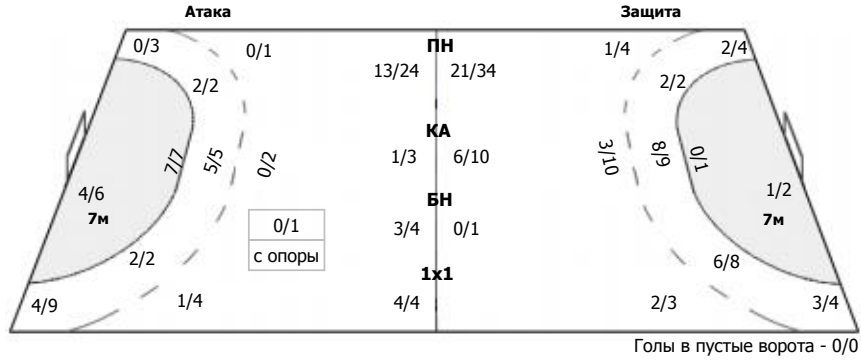 Атака Защита
0/3 0/1 ПН 1/4 2/4
13/24 21/34
2/2 2/2
КА
7/7 5/5 0/2 1/3 6/10 3/10 8/9 0/1
4/6 1/2
7м БН 7м
0/1 3/4 0/1
с опоры
2/2 6/8
1x1
4/9 1/4 4/4 2/3 3/4
Голы в пустые ворота - 0/0